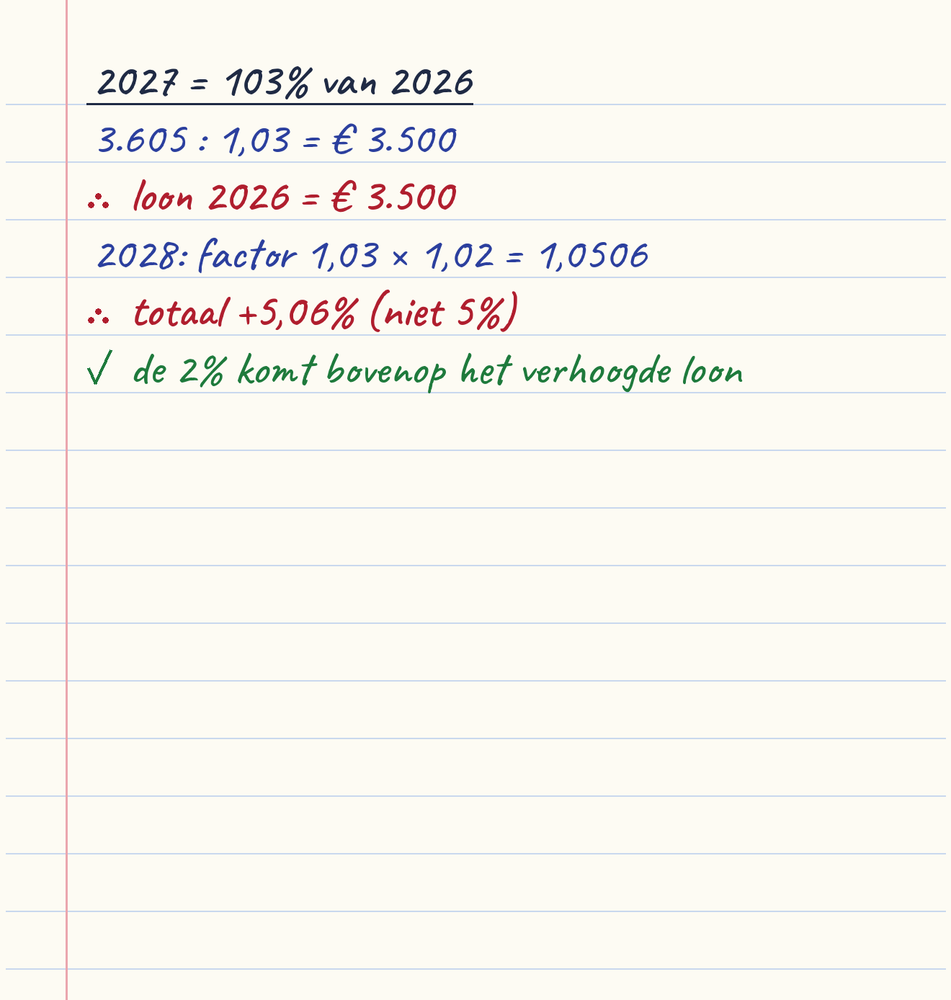 2027 = 103% van 2026
3.605 : 1,03 = € 3.500
∴ loon 2026 = € 3.500
2028: factor 1,03 × 1,02 = 1,0506
∴ totaal +5,06% (niet 5%)
✓ de 2% komt bovenop het verhoogde loon